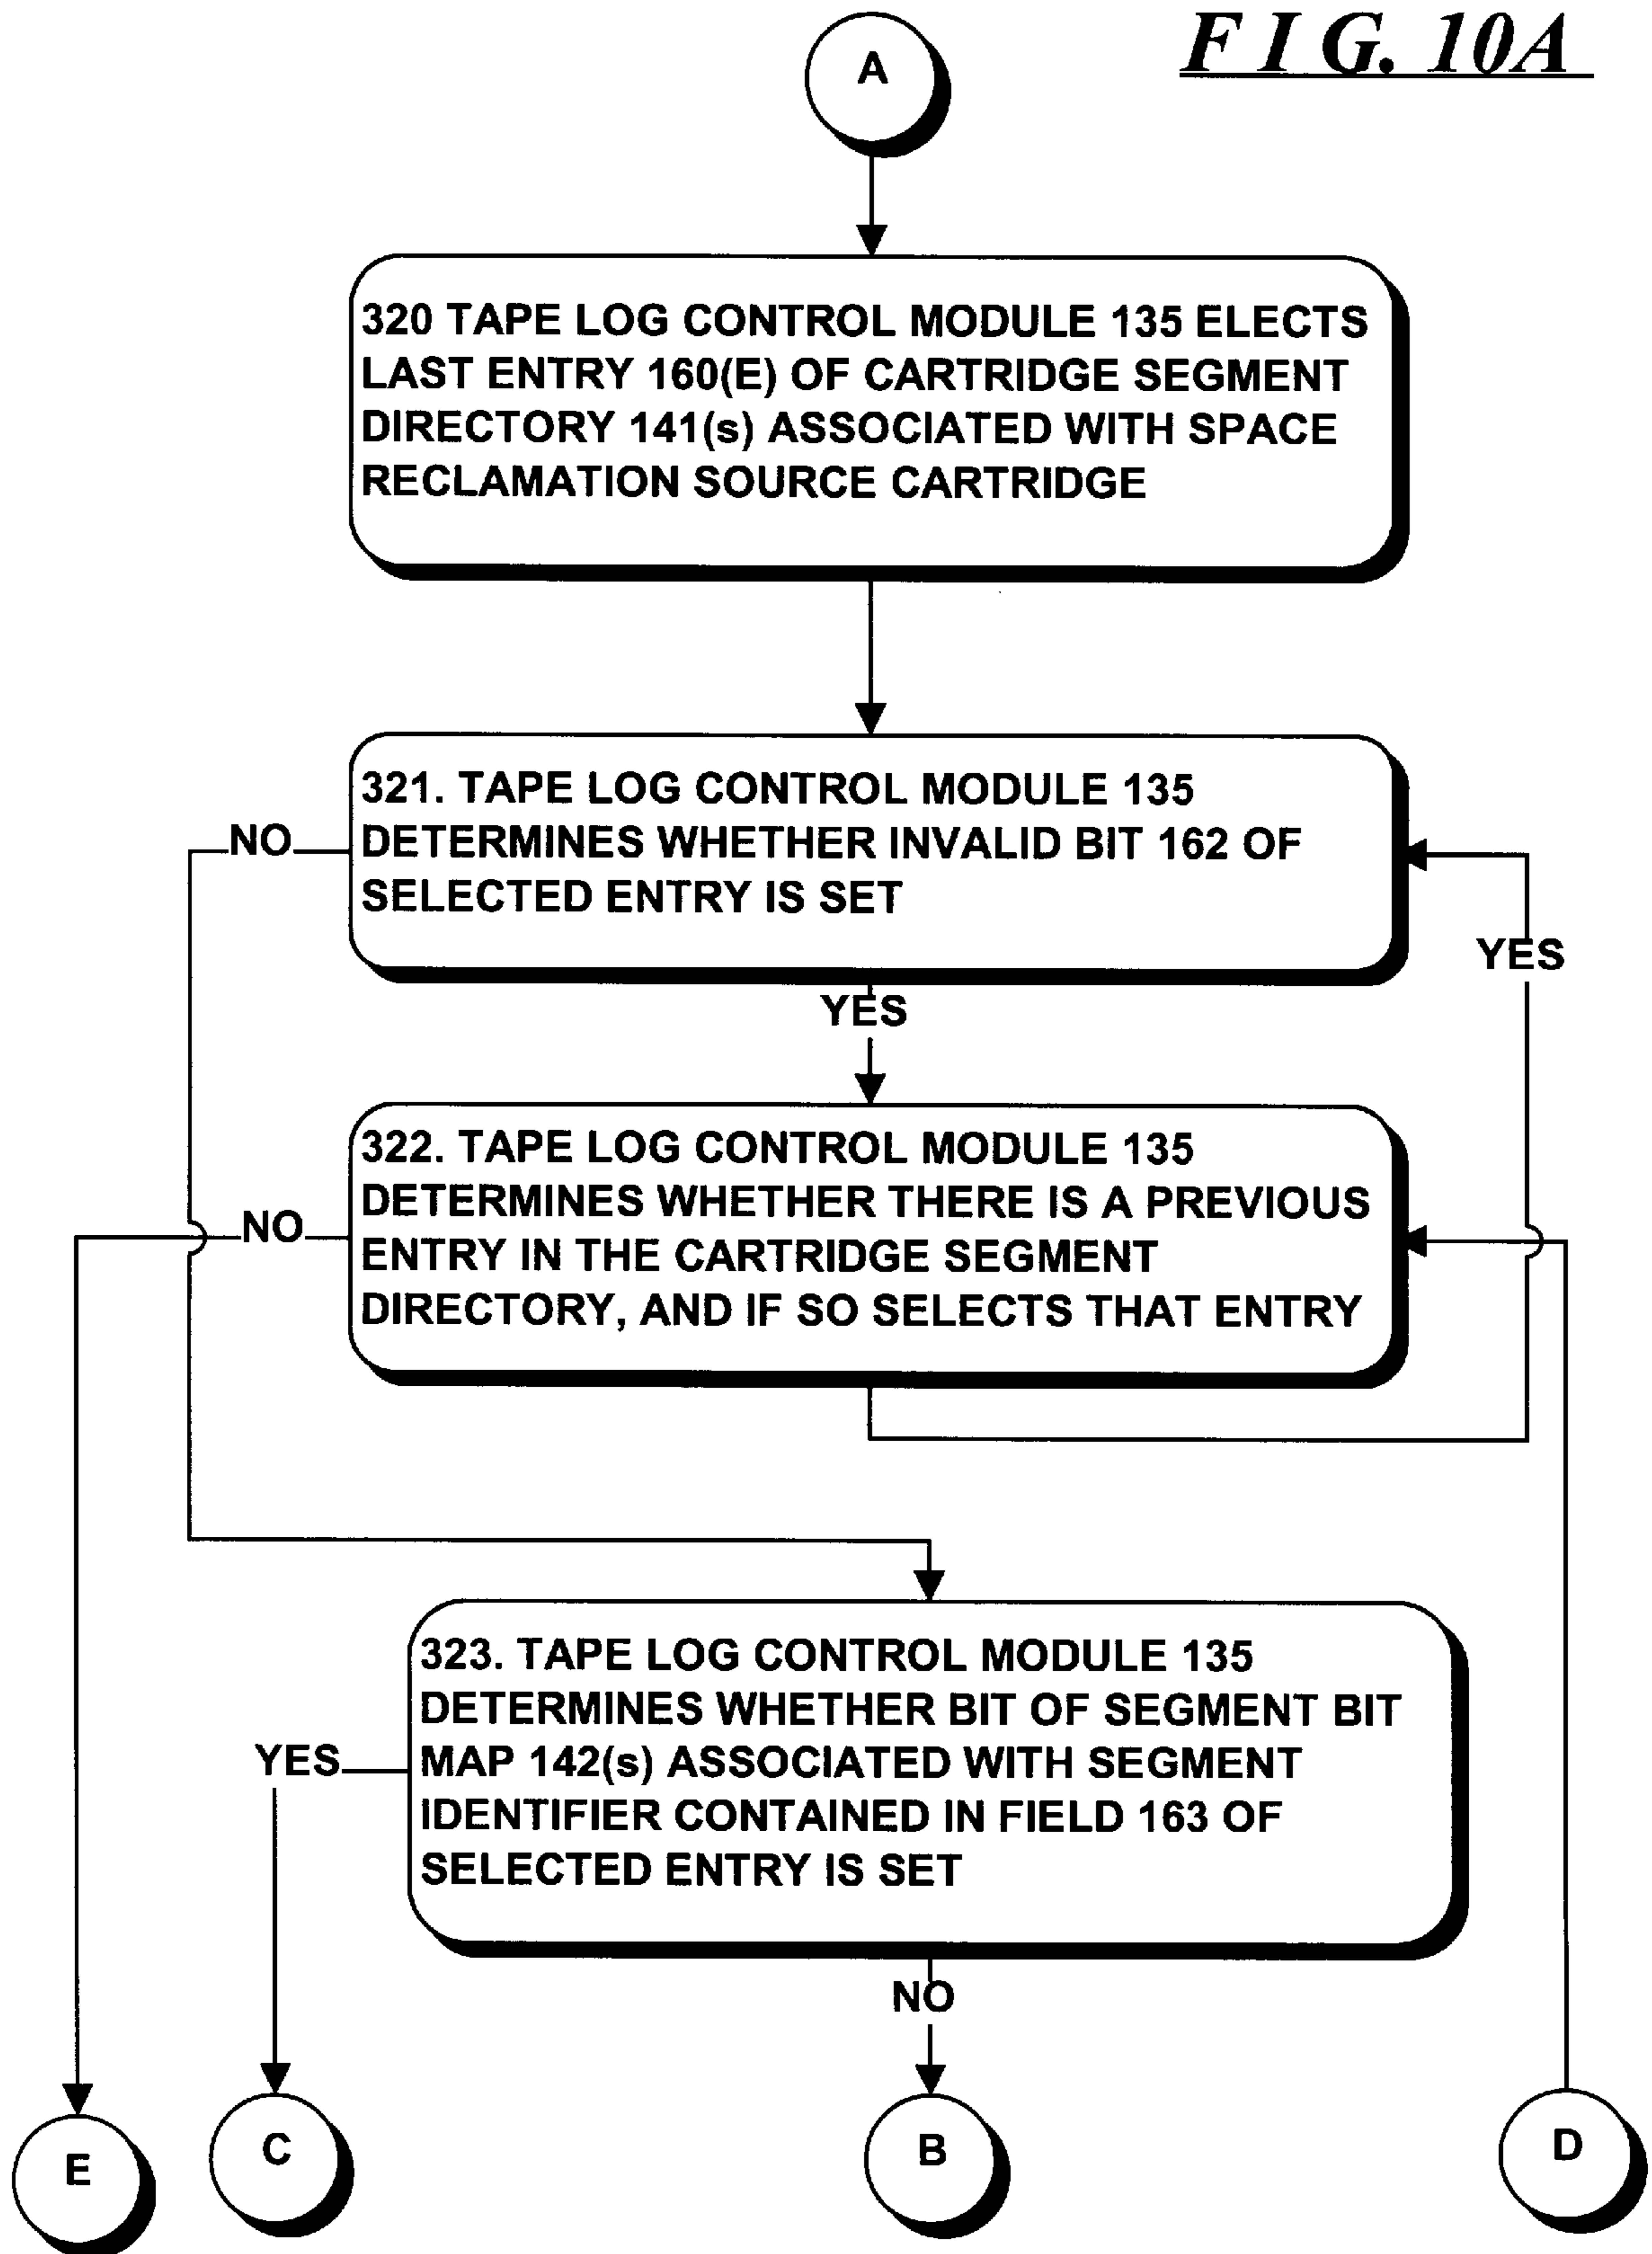 F I G. 10A
A
320 TAPE LOG CONTROL MODULE 135 ELECTS
LAST ENTRY 160(E) OF CARTRIDGE SEGMENT
DIRECTORY 141(s) ASSOCIATED WITH SPACE
RECLAMATION SOURCE CARTRIDGE
321. TAPE LOG CONTROL MODULE 135
DETERMINES WHETHER INVALID BIT 162 OF
SELECTED ENTRY IS SET
NO
YES
YES
322. TAPE LOG CONTROL MODULE 135
DETERMINES WHETHER THERE IS A PREVIOUS
ENTRY IN THE CARTRIDGE SEGMENT
DIRECTORY, AND IF SO SELECTS THAT ENTRY
NO
323. TAPE LOG CONTROL MODULE 135
DETERMINES WHETHER BIT OF SEGMENT BIT
MAP 142(s) ASSOCIATED WITH SEGMENT
IDENTIFIER CONTAINED IN FIELD 163 OF
SELECTED ENTRY IS SET
YES
NO
E
C
B
D